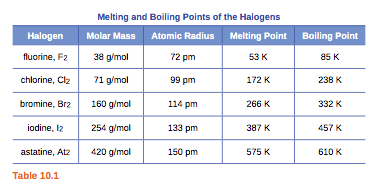 Melting and Boiling Points of the Halogens
Halogen Molar Mass Atomic Radius Melting Point Boiling Point
fluorine, F2 38 g/mol 72 pm 53 K 85 K
chlorine, Cl2 71 g/mol 99 pm 172 K 238 K
bromine, Br2 160 g/mol 114 pm 266 K 332 K
iodine, I2 254 g/mol 133 pm 387 K 457 K
astatine, At2 420 g/mol 150 pm 575 K 610 K
Table 10.1